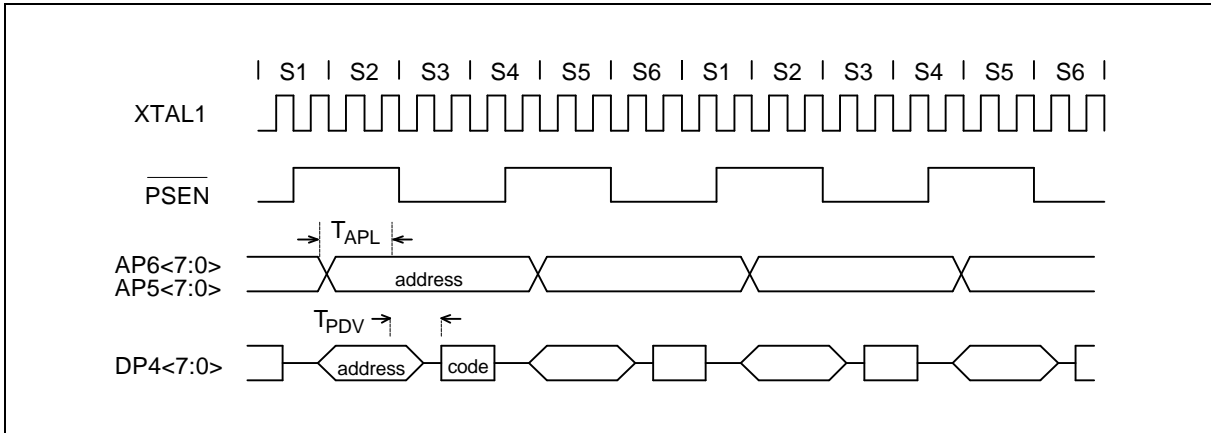 | S1 | S2 | S3 | S4 | S5 | S6 | S1 | S2 | S3 | S4 | S5 | S6 |
XTAL1
PSEN
TAPL
AP6<7:0>
AP5<7:0>
address
TPDV
DP4<7:0>
address
code